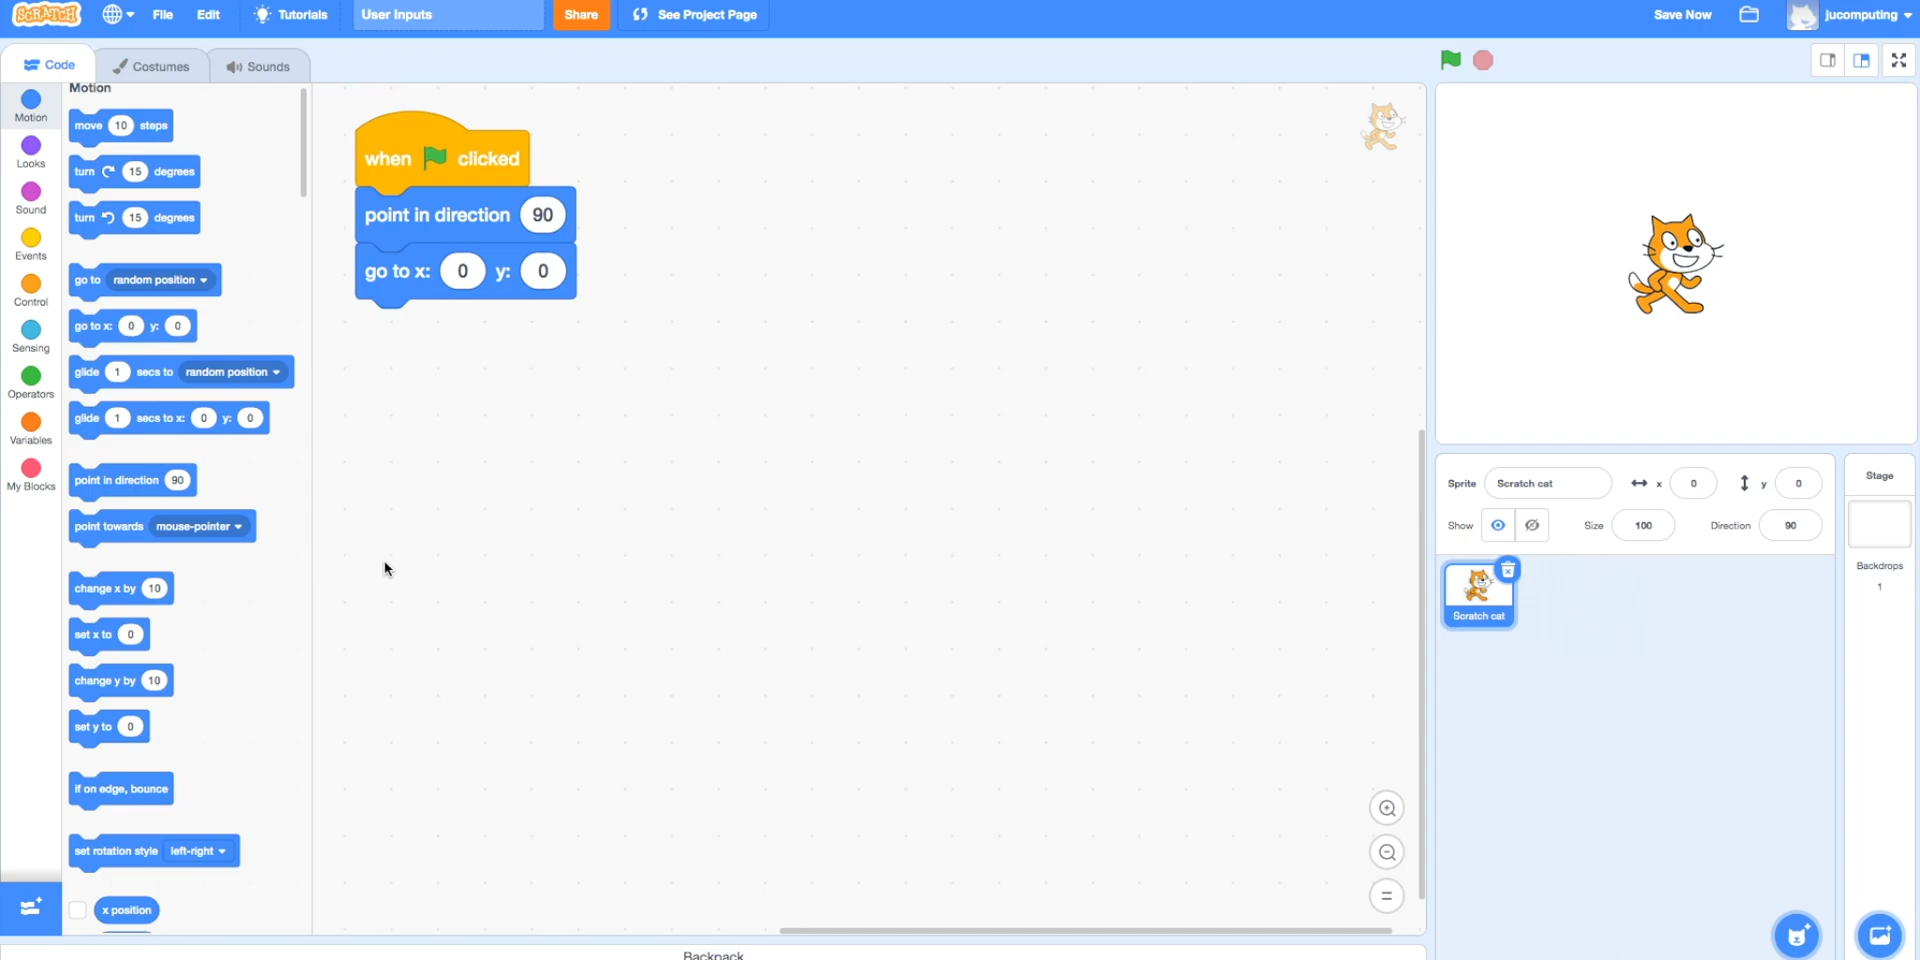 SCRATCH File Edit Tutorials User Inputs Share See Project Page Save Now jucomputing
Code Costumes Sounds
Motion
Looks
Sound
Events
Control
Sensing
Operators
Variables
My Blocks
Motion
move 10 steps
turn 15 degrees
turn 15 degrees
go to random position
go to x: 0 y: 0
glide 1 secs to random position
glide 1 secs to x: 0 y: 0
point in direction 90
point towards mouse-pointer
change x by 10
set x to 0
change y by 10
set y to 0
if on edge, bounce
set rotation style left-right
x position
when clicked
point in direction 90
go to x: 0 y: 0
Sprite Scratch cat x 0 y 0
Show Size 100 Direction 90
Scratch cat
Stage
Backdrops
1
Backpack